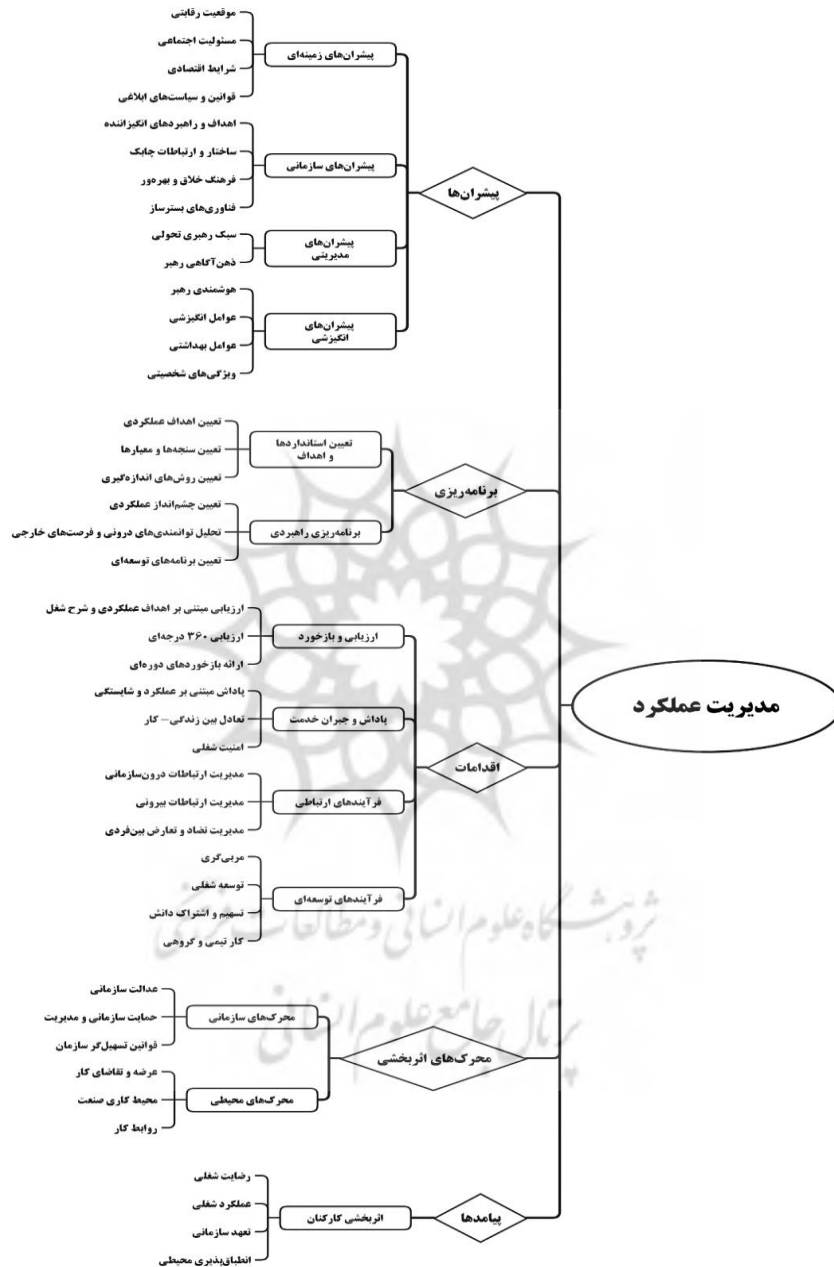 مدیریت عملکرد
پیشران‌ها
پیشران‌های زمینه‌ای
موقعیت رقابتی
مسئولیت اجتماعی
شرایط اقتصادی
قوانین و سیاست‌های ابلاغی
پیشران‌های سازمانی
اهداف و راهبردهای انگیزاننده
ساختار و ارتباطات چابک
فرهنگ خلاق و بهره‌ور
فناوری‌های بسترساز
پیشران‌های
مدیریتی
سبک رهبری تحولی
ذهن‌آگاهی رهبر
پیشران‌های
انگیزشی
هوشمندی رهبر
عوامل انگیزشی
عوامل بهداشتی
ویژگی‌های شخصیتی
برنامه‌ریزی
تعیین استانداردها
و اهداف
تعیین اهداف عملکردی
تعیین سنجه‌ها و معیارها
تعیین روش‌های اندازه‌گیری
برنامه‌ریزی راهبردی
تعیین چشم‌انداز عملکردی
تحلیل توانمندی‌های درونی و فرصت‌های خارجی
تعیین برنامه‌های توسعه‌ای
اقدامات
ارزیابی و بازخورد
ارزیابی مبتنی بر اهداف عملکردی و شرح شغل
ارزیابی ۳۶۰ درجه‌ای
ارائه بازخوردهای دوره‌ای
پاداش و جبران خدمت
پاداش مبتنی بر عملکرد و شایستگی
تعادل بین زندگی- کار
امنیت شغلی
فرآیندهای ارتباطی
مدیریت ارتباطات درون‌سازمانی
مدیریت ارتباطات بیرونی
مدیریت تضاد و تعارض بین‌فردی
فرآیندهای توسعه‌ای
مربی‌گری
توسعه شغلی
تسهیم و اشتراک دانش
کار تیمی و گروهی
محرک‌های اثربخشی
محرک‌های سازمانی
عدالت سازمانی
حمایت سازمانی و مدیریت
قوانین تسهیل‌گر سازمان
محرک‌های محیطی
عرضه و تقاضای کار
محیط کاری صنعت
روابط کار
پیامدها
اثربخشی کارکنان
رضایت شغلی
عملکرد شغلی
تعهد سازمانی
انطباق‌پذیری محیطی
پژوهشگاه علوم انسانی و مطالعات فرهنگی
پرتال جامع علوم انسانی